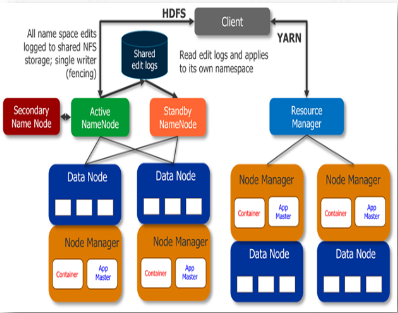 HDFS
Client
YARN
All name space edits
logged to shared NFS
storage; single writer
(fencing)
Shared
edit logs
Read edit logs and applies
to its own namespace
Secondary
Name Node
Active
NameNode
Standby
NameNode
Resource
Manager
Data Node
Data Node
Node Manager
Container
App
Master
Node Manager
Container
App
Master
Node Manager
Container
App
Master
Node Manager
Container
App
Master
Data Node
Data Node